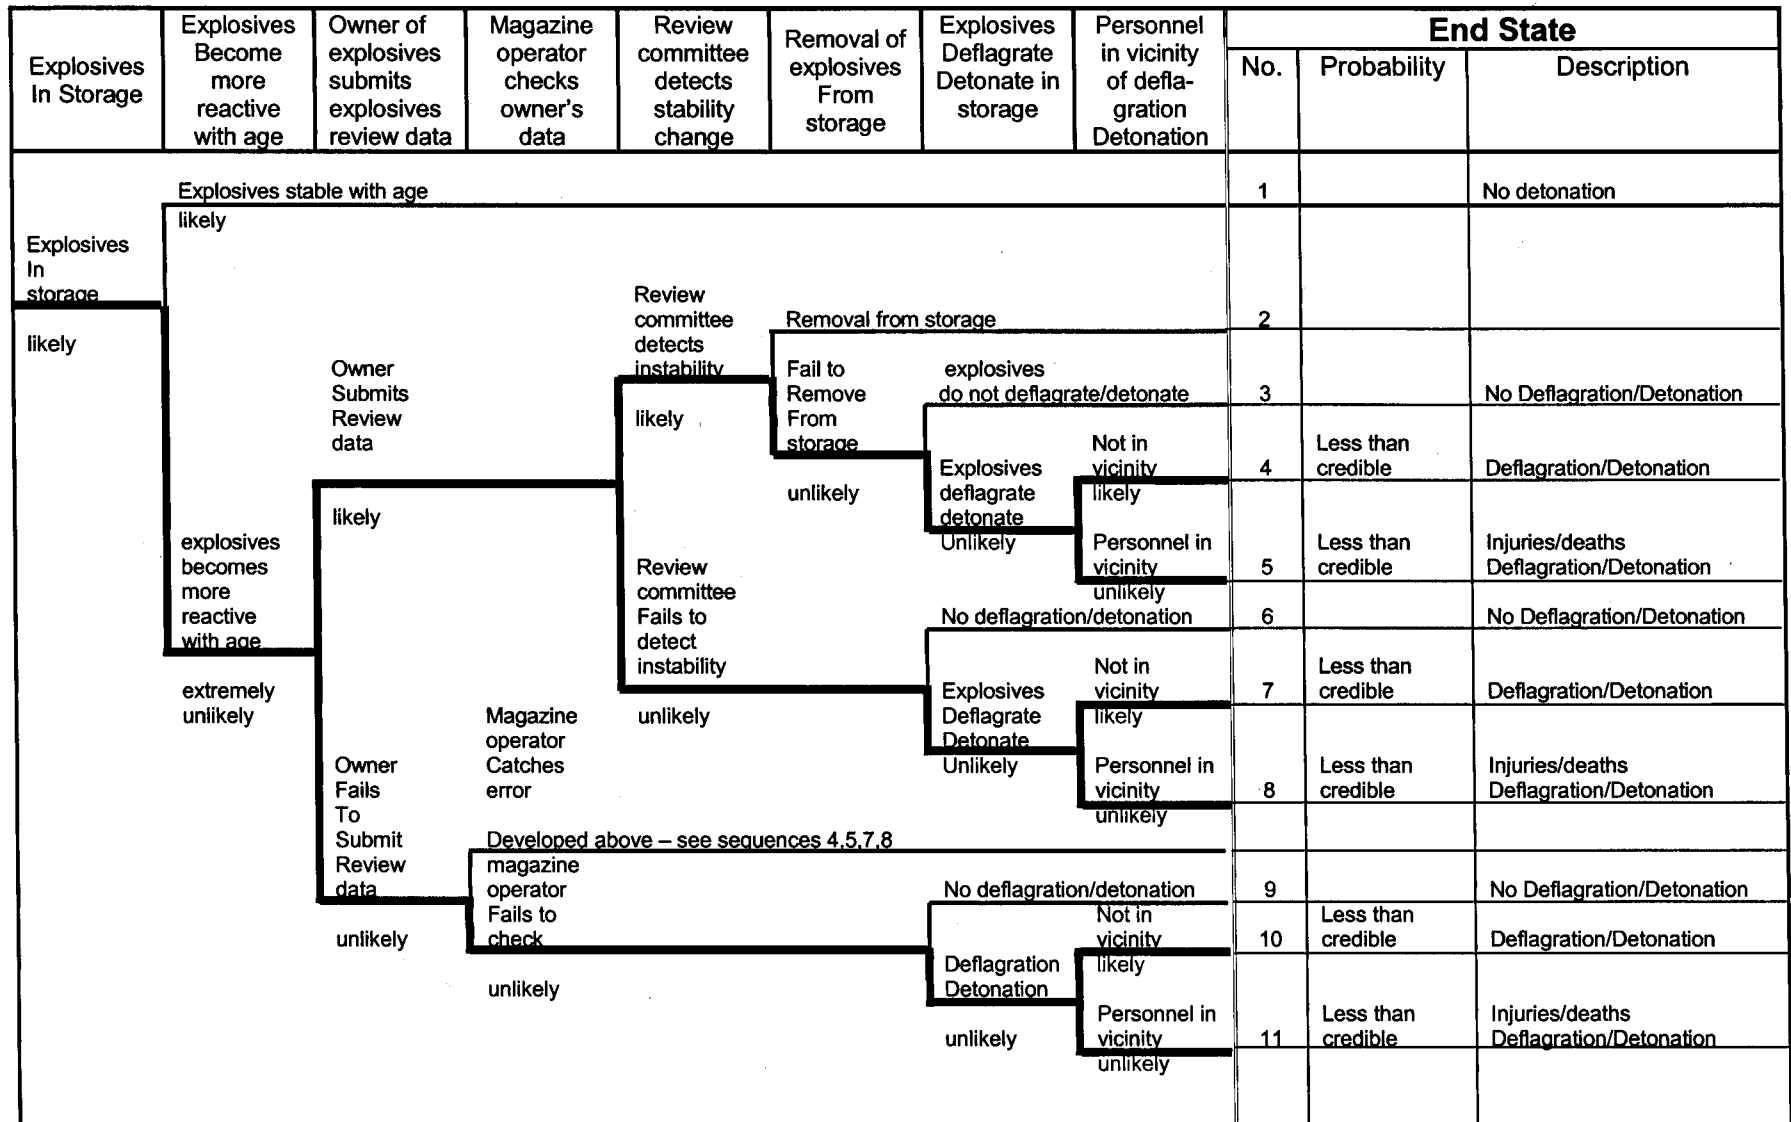 Explosives
In Storage
Explosives
Become
more
reactive
with age
Owner of
explosives
submits
explosives
review data
Magazine
operator
checks
owner's
data
Review
committee
detects
stability
change
Removal of
explosives
From
storage
Explosives
Deflagrate
Detonate in
storage
Personnel
in vicinity
of defla-
gration
Detonation
End State
No.
Probability
Description
Explosives stable with age
likely
1
No detonation
Explosives
In
storage
likely
Review
committee
detects
instability
likely
Removal from storage
2
Owner
Submits
Review
data
likely
Fail to
Remove
From
storage
unlikely
explosives
do not deflagrate/detonate
3
No Deflagration/Detonation
Explosives
deflagrate
detonate
Unlikely
Not in
vicinity
likely
4
Less than
credible
Deflagration/Detonation
Personnel in
vicinity
unlikely
5
Less than
credible
Injuries/deaths
Deflagration/Detonation
explosives
becomes
more
reactive
with age
extremely
unlikely
Review
committee
Fails to
detect
instability
unlikely
No deflagration/detonation
6
No Deflagration/Detonation
Explosives
Deflagrate
Detonate
Unlikely
Not in
vicinity
likely
7
Less than
credible
Deflagration/Detonation
Personnel in
vicinity
unlikely
8
Less than
credible
Injuries/deaths
Deflagration/Detonation
Owner
Fails
To
Submit
Review
data
unlikely
Magazine
operator
Catches
error
Developed above – see sequences 4,5,7,8
magazine
operator
Fails to
check
unlikely
No deflagration/detonation
9
No Deflagration/Detonation
Deflagration
Detonation
unlikely
Not in
vicinity
likely
10
Less than
credible
Deflagration/Detonation
Personnel in
vicinity
unlikely
11
Less than
credible
Injuries/deaths
Deflagration/Detonation